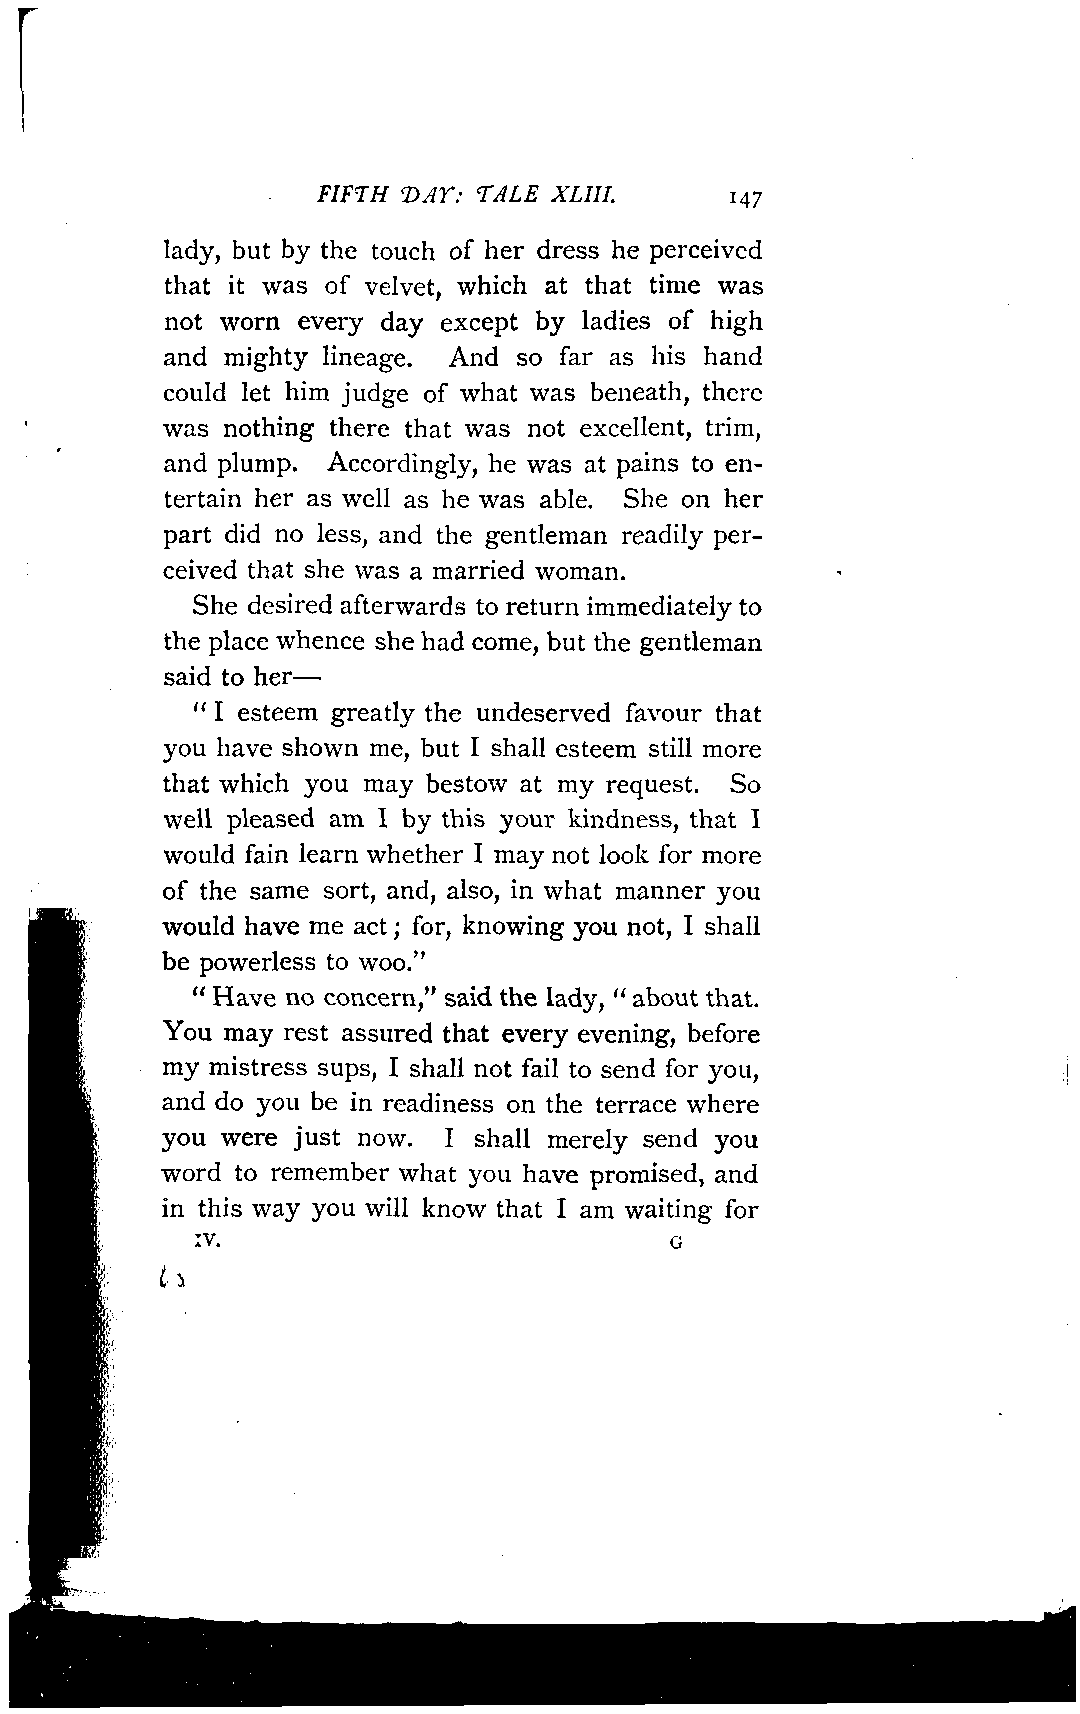 FIFTH DAY: TALE XLIII. 147
lady, but by the touch of her dress he perceived
that it was of velvet, which at that time was
not worn every day except by ladies of high
and mighty lineage. And so far as his hand
could let him judge of what was beneath, there
was nothing there that was not excellent, trim,
and plump. Accordingly, he was at pains to en-
tertain her as well as he was able. She on her
part did no less, and the gentleman readily per-
ceived that she was a married woman.
She desired afterwards to return immediately to
the place whence she had come, but the gentleman
said to her—
"I esteem greatly the undeserved favour that
you have shown me, but I shall esteem still more
that which you may bestow at my request. So
well pleased am I by this your kindness, that I
would fain learn whether I may not look for more
of the same sort, and, also, in what manner you
would have me act; for, knowing you not, I shall
be powerless to woo."
"Have no concern," said the lady, "about that.
You may rest assured that every evening, before
my mistress sups, I shall not fail to send for you,
and do you be in readiness on the terrace where
you were just now. I shall merely send you
word to remember what you have promised, and
in this way you will know that I am waiting for
IV. G